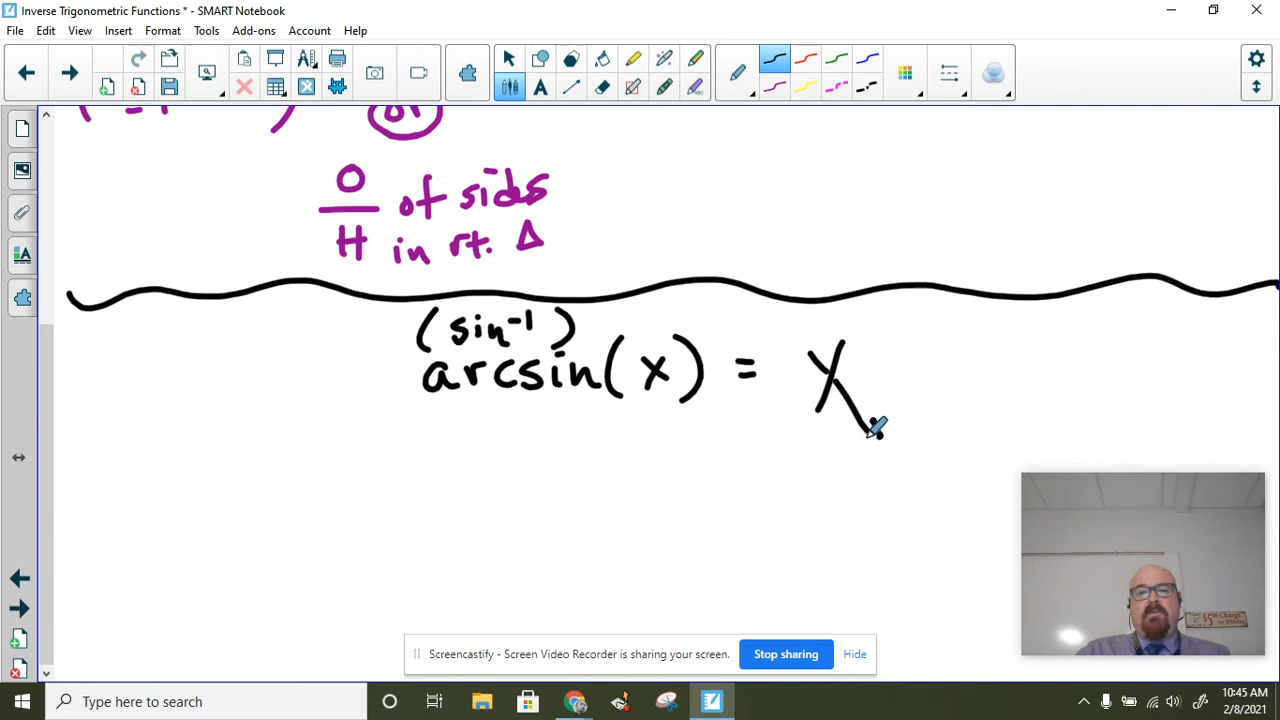 Inverse Trigonometric Functions * - SMART Notebook
File Edit View Insert Format Tools Add-ons Account Help
O
H
of sides
in rt. Δ
(sin⁻¹)
arcsin(x) = y
Screencastify - Screen Video Recorder is sharing your screen. Stop sharing Hide
Type here to search
10:45 AM
2/8/2021